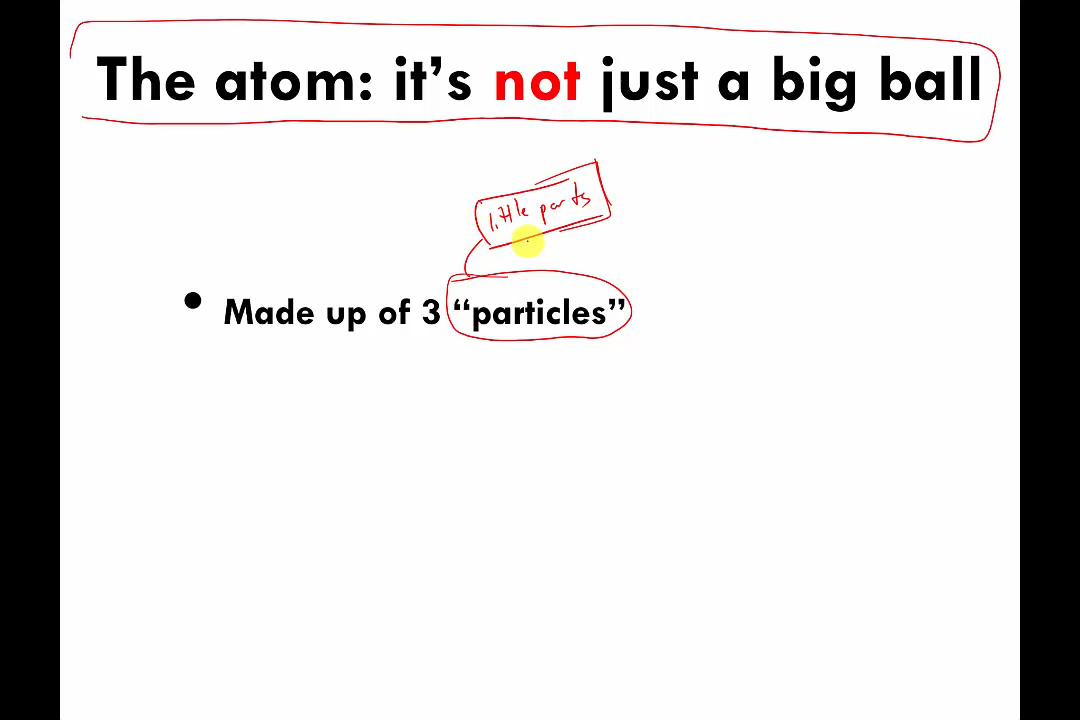 The atom: it’s not just a big ball
little parts
• Made up of 3 “particles”